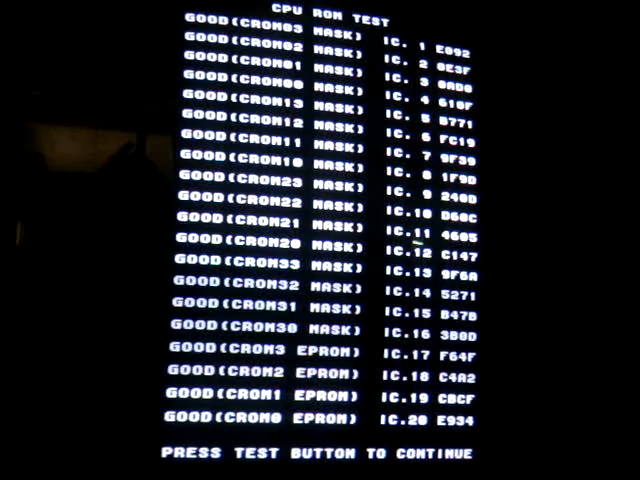 CPU ROM TEST
GOOD(CROM03 MASK) IC. 1 E092
GOOD(CROM02 MASK) IC. 2 0E3F
GOOD(CROM01 MASK) IC. 3 0AD0
GOOD(CROM00 MASK) IC. 4 610F
GOOD(CROM13 MASK) IC. 5 B771
GOOD(CROM12 MASK) IC. 6 FC19
GOOD(CROM11 MASK) IC. 7 9F39
GOOD(CROM10 MASK) IC. 8 1F9D
GOOD(CROM23 MASK) IC. 9 240D
GOOD(CROM22 MASK) IC.10 D60C
GOOD(CROM21 MASK) IC.11 4605
GOOD(CROM20 MASK) IC.12 C147
GOOD(CROM33 MASK) IC.13 9F6A
GOOD(CROM32 MASK) IC.14 5271
GOOD(CROM31 MASK) IC.15 B47B
GOOD(CROM30 MASK) IC.16 3B0D
GOOD(CROM3 EPROM) IC.17 F64F
GOOD(CROM2 EPROM) IC.18 C4A2
GOOD(CROM1 EPROM) IC.19 CBCF
GOOD(CROM0 EPROM) IC.20 E934
PRESS TEST BUTTON TO CONTINUE